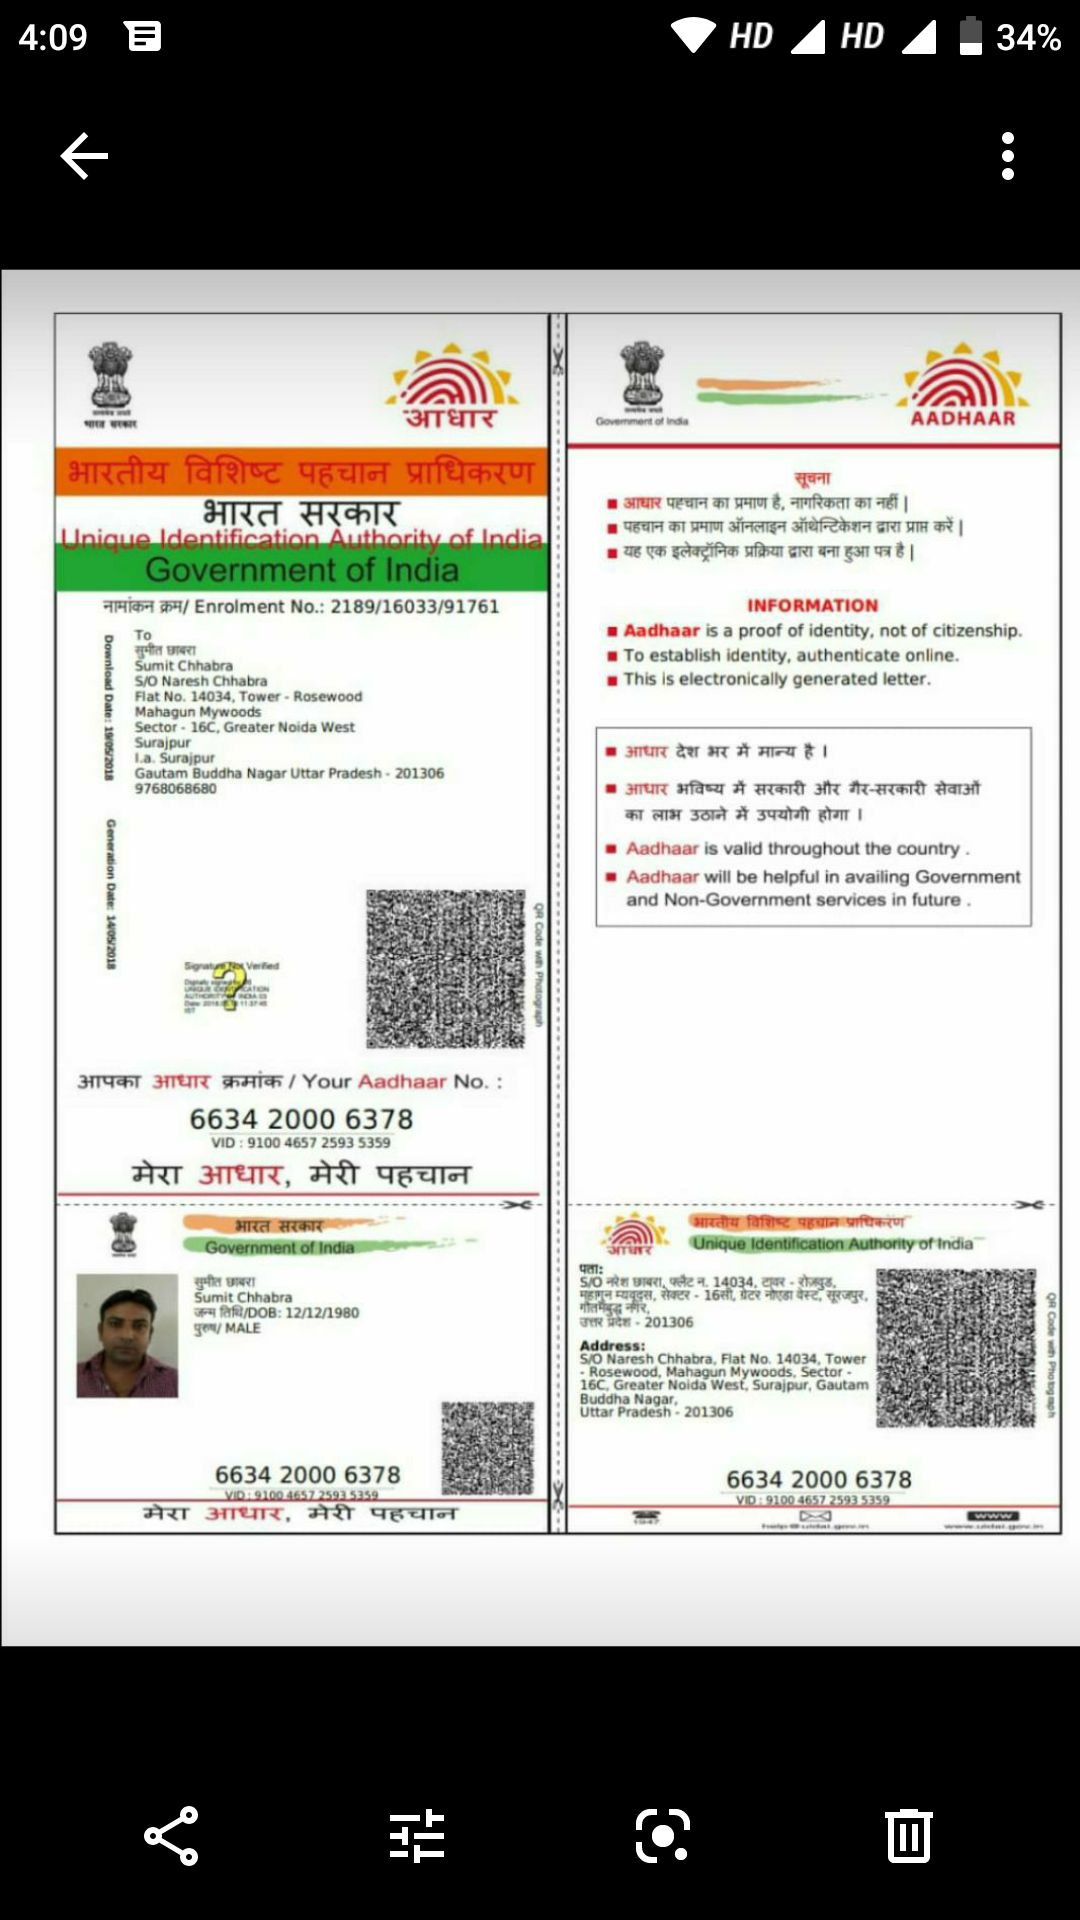 4:09
HD HD 34%
सत्यमेव जयते
भारत सरकार
आधार
भारतीय विशिष्ट पहचान प्राधिकरण
भारत सरकार
Unique Identification Authority of India
Government of India
नामांकन क्रम/ Enrolment No.: 2189/16033/91761
Download Date: 19/05/2018
Generation Date: 14/05/2018
To
सुमीत छाबरा
Sumit Chhabra
S/O Naresh Chhabra
Flat No. 14034, Tower - Rosewood
Mahagun Mywoods
Sector - 16C, Greater Noida West
Surajpur
I.a. Surajpur
Gautam Buddha Nagar Uttar Pradesh - 201306
9768068680
Signature Not Verified
QR Code with Photograph
आपका आधार क्रमांक / Your Aadhaar No. :
6634 2000 6378
VID : 9100 4657 2593 5359
मेरा आधार, मेरी पहचान
Government of India
AADHAAR
सूचना
आधार पहचान का प्रमाण है, नागरिकता का नहीं |
पहचान का प्रमाण ऑनलाइन ऑथेन्टिकेशन द्वारा प्राप्त करें |
यह एक इलेक्ट्रॉनिक प्रक्रिया द्वारा बना हुआ पत्र है |
INFORMATION
Aadhaar is a proof of identity, not of citizenship.
To establish identity, authenticate online.
This is electronically generated letter.
आधार देश भर में मान्य है ।
आधार भविष्य में सरकारी और गैर-सरकारी सेवाओं
का लाभ उठाने में उपयोगी होगा ।
Aadhaar is valid throughout the country .
Aadhaar will be helpful in availing Government
and Non-Government services in future .
भारत सरकार
Government of India
सुमीत छाबरा
Sumit Chhabra
जन्म तिथि/DOB: 12/12/1980
पुरुष/ MALE
6634 2000 6378
VID : 9100 4657 2593 5359
मेरा आधार, मेरी पहचान
आधार
भारतीय विशिष्ट पहचान प्राधिकरण
Unique Identification Authority of India
पता:
S/O नरेश छाबरा, फ्लैट न. 14034, टावर - रोजवुड,
महागुन म्यवूद्स, सेक्टर - 16सी, ग्रेटर नोएडा वेस्ट, सूरजपुर,
गौतमबुद्ध नगर,
उत्तर प्रदेश - 201306
Address:
S/O Naresh Chhabra, Flat No. 14034, Tower
- Rosewood, Mahagun Mywoods, Sector -
16C, Greater Noida West, Surajpur, Gautam
Buddha Nagar,
Uttar Pradesh - 201306
QR Code with Photograph
6634 2000 6378
VID : 9100 4657 2593 5359
1947
help@uidai.gov.in
www
www.uidai.gov.in